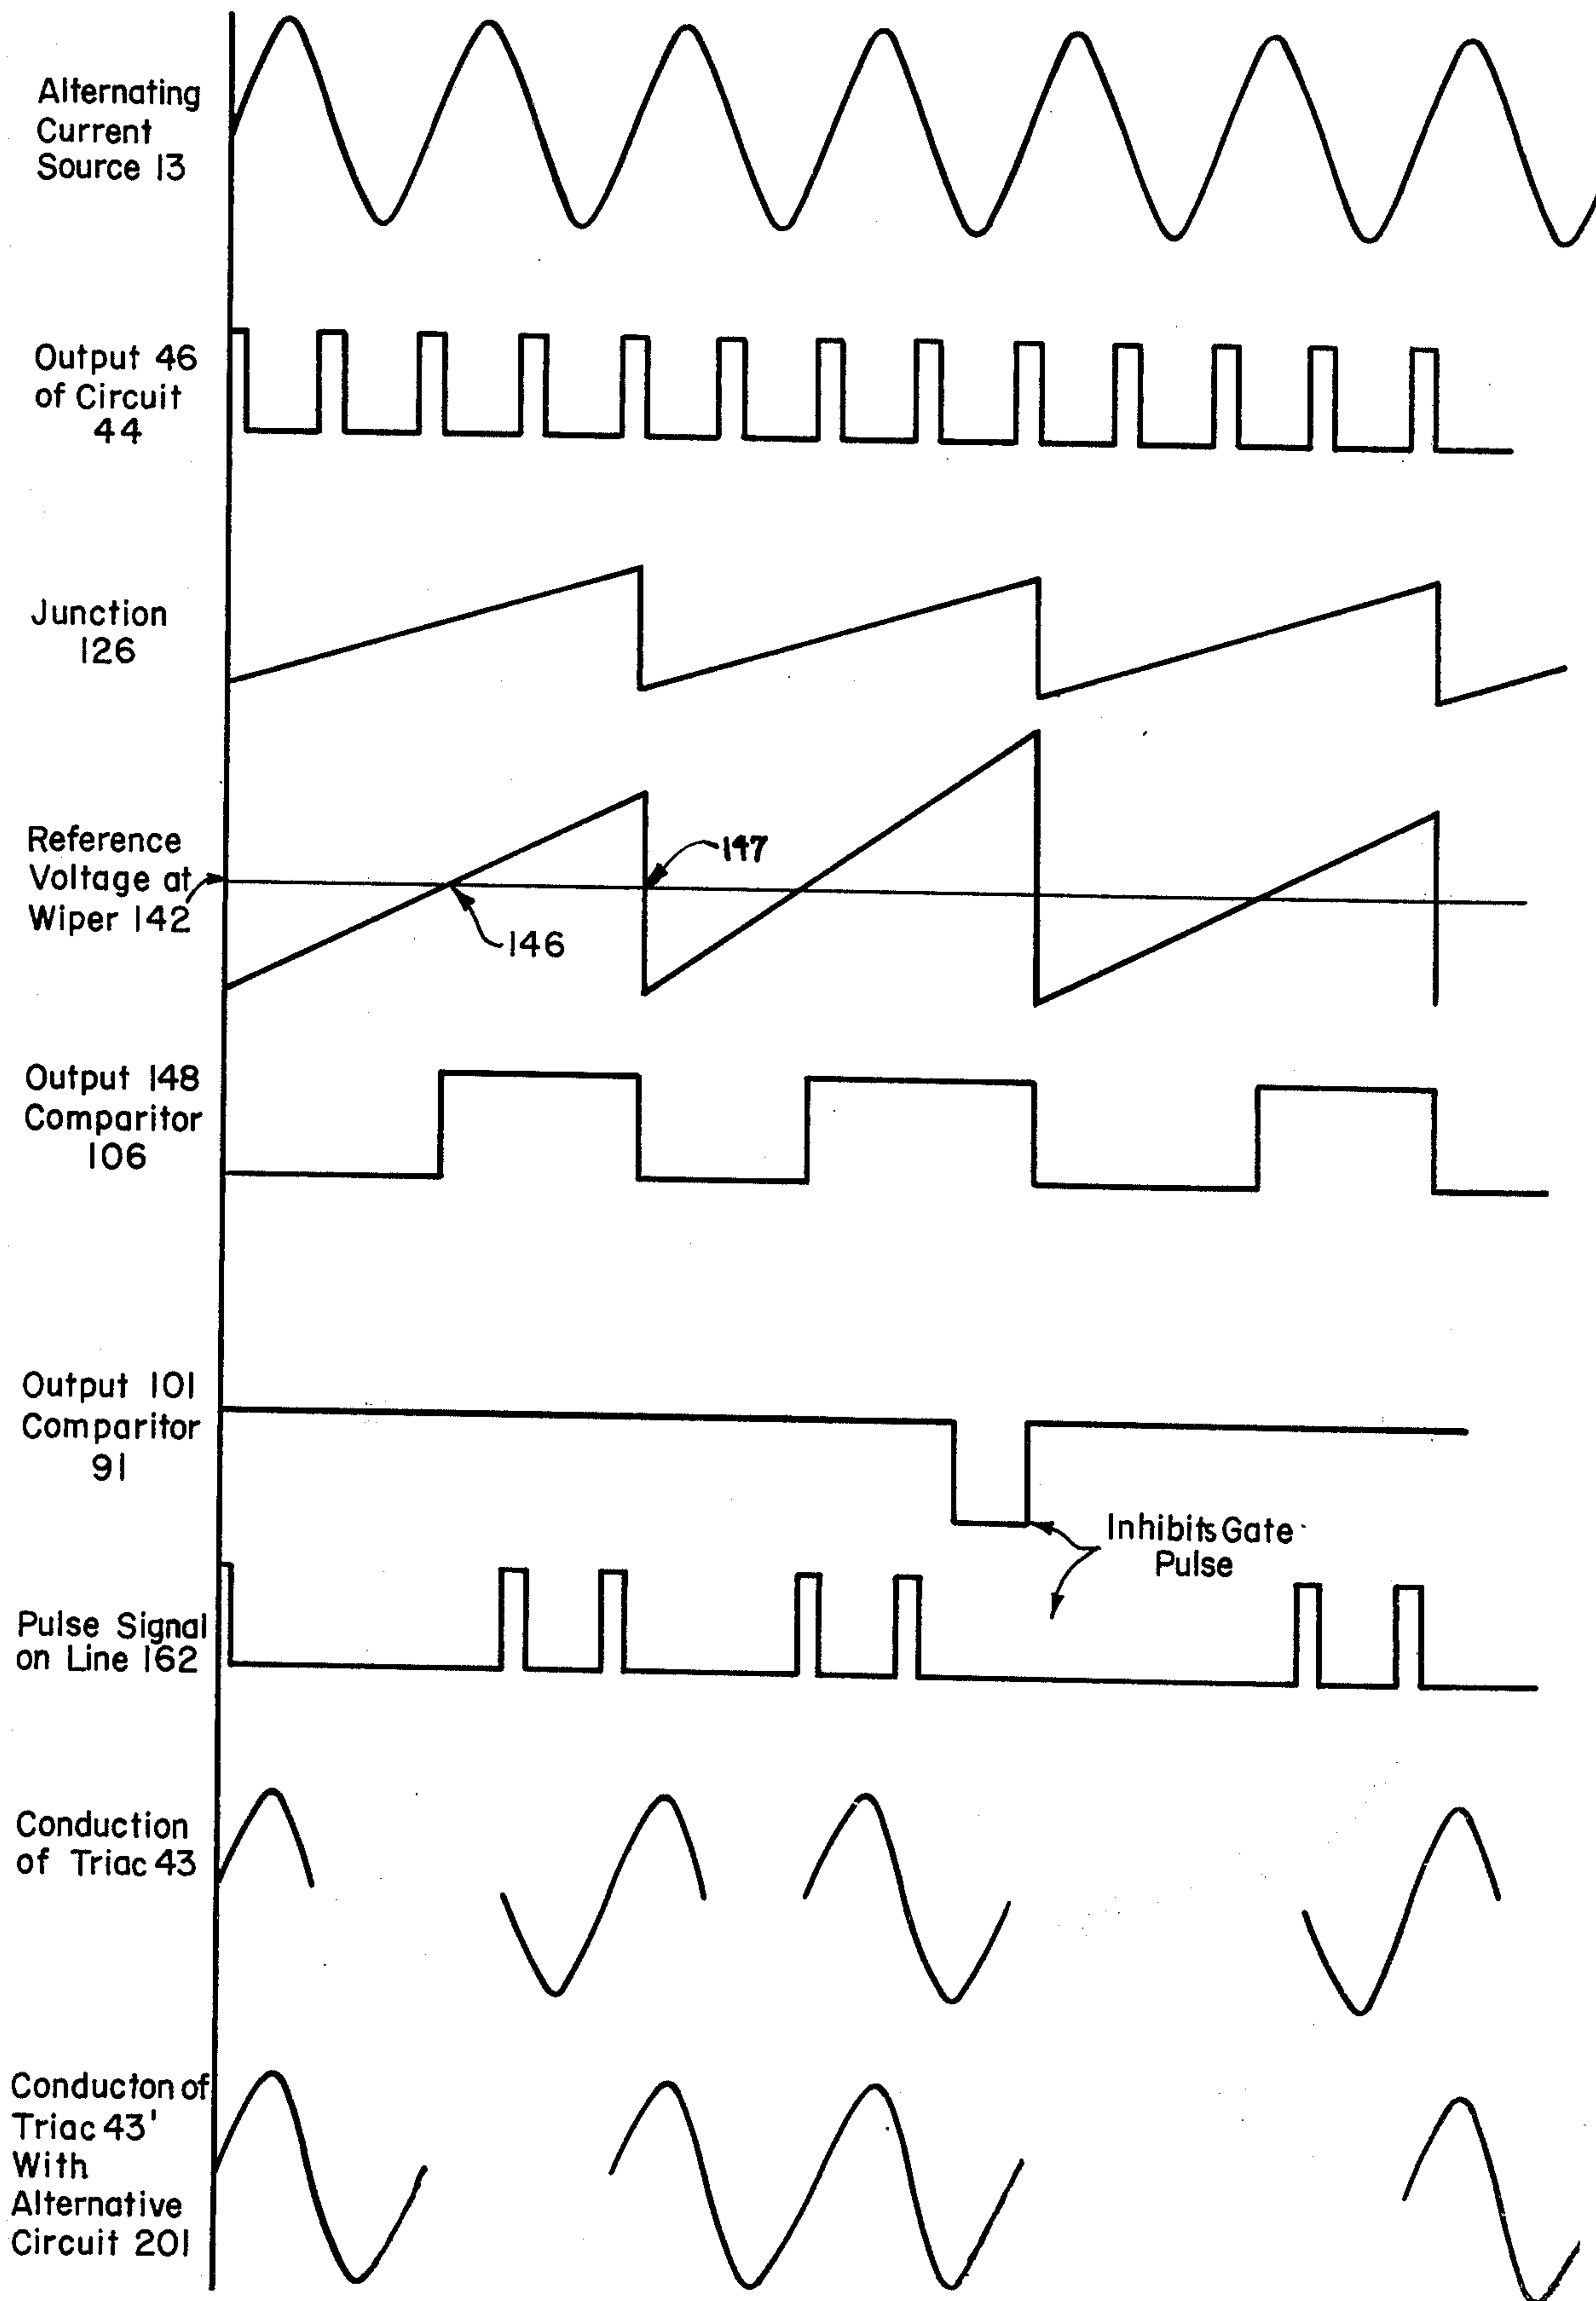 Alternating
Current
Source 13
Output 46
of Circuit
44
Junction
126
Reference
Voltage at
Wiper 142
147
146
Output 148
Comparitor
106
Output 101
Comparitor
91
Inhibits Gate
Pulse
Pulse Signal
on Line 162
Conduction
of Triac 43
Conducton of
Triac 43'
With
Alternative
Circuit 201